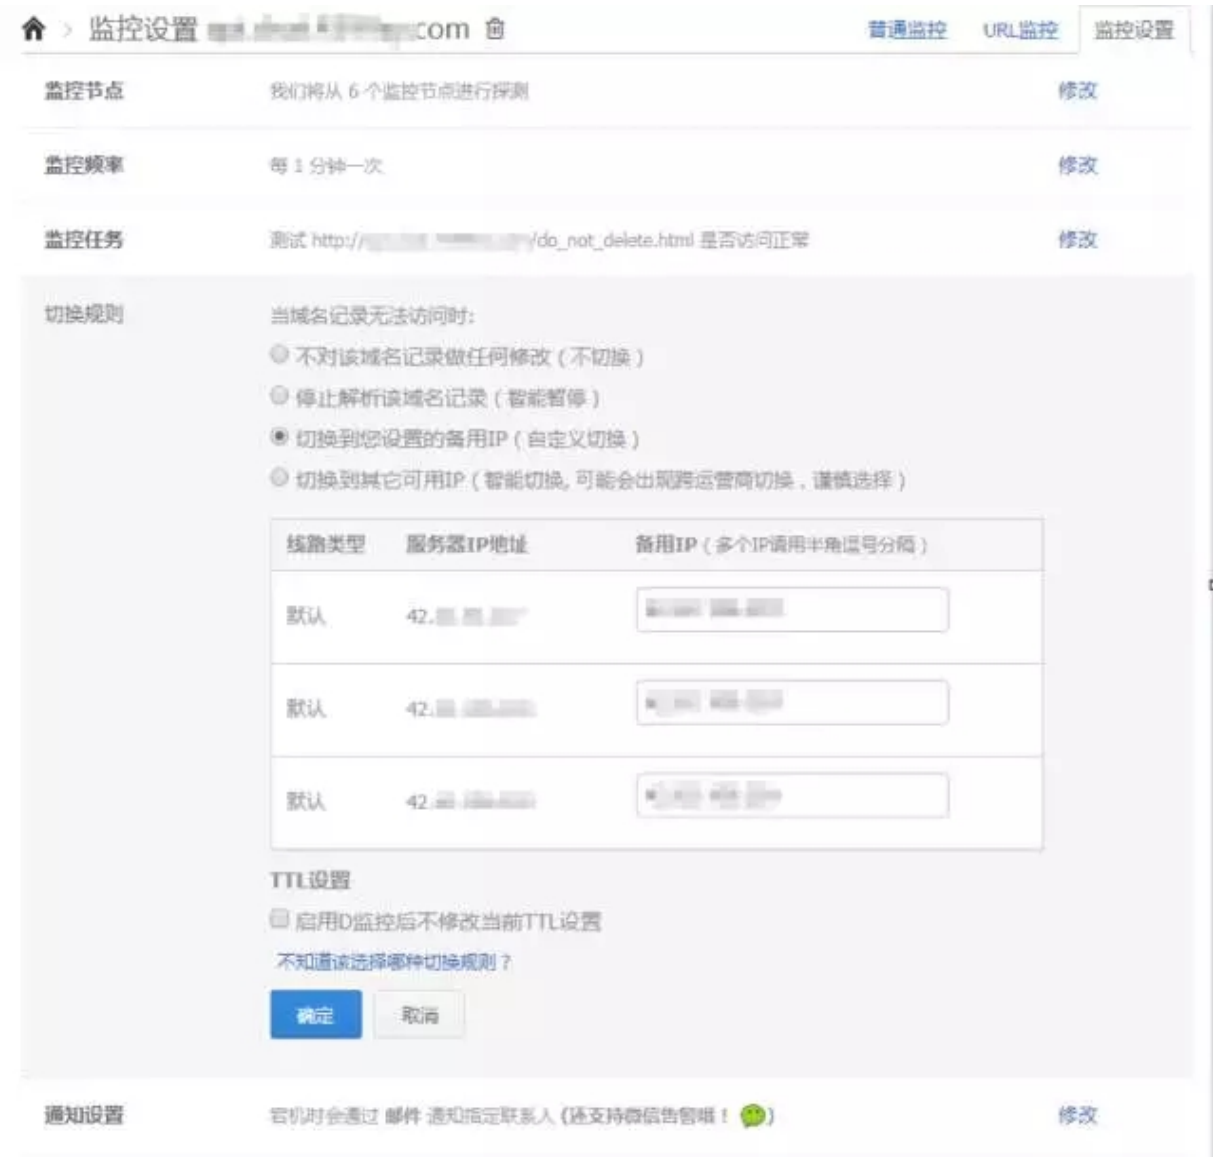 监控设置 com 普通监控 URL监控 监控设置
监控节点 我们将从 6 个监控节点进行探测 修改
监控频率 每 1 分钟一次 修改
监控任务 测试 http:// /do_not_delete.html 是否访问正常 修改
切换规则 当域名记录无法访问时:
不对该域名记录做任何修改 ( 不切换 )
停止解析该域名记录 ( 智能暂停 )
切换到您设置的备用IP ( 自定义切换 )
切换到其它可用IP ( 智能切换, 可能会出现跨运营商切换，谨慎选择 )
线路类型 服务器IP地址 备用IP ( 多个IP请用半角逗号分隔 )
默认 42.
默认 42.
默认 42.
TTL设置
启用D监控后不修改当前TTL设置
不知道该选择哪种切换规则？
确定 取消
通知设置 宕机时会通过 邮件 通知指定联系人 (还支持微信告警哦！ ) 修改